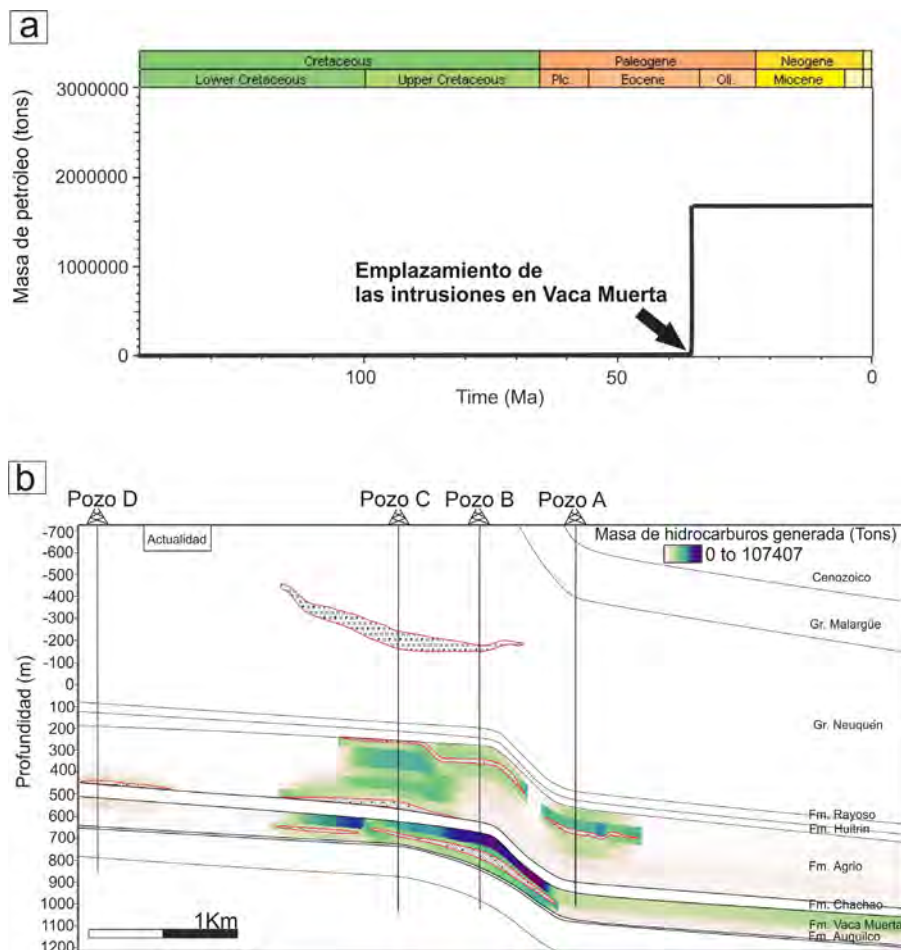 a
Cretaceous Paleogene Neogene
Lower Cretaceous Upper Cretaceous Plc. Eocene Oli. Miocene
3000000
2000000
1000000
0
Masa de petróleo (tons)
Emplazamiento de
las intrusiones en Vaca Muerta
100 50 0
Time (Ma)
b
Pozo D Pozo C Pozo B Pozo A
Actualidad
Masa de hidrocarburos generada (Tons)
0 to 107407
-700
-600
-500
-400
-300
-200
-100
0
100
200
300
400
500
600
700
800
900
1000
1100
1200
Profundidad (m)
Cenozoico
Gr. Malargüe
Gr. Neuquén
Fm. Rayoso
Fm. Huitrin
Fm. Agrio
Fm. Chachao
Fm. Vaca Muerta
Fm. Auquilco
1Km